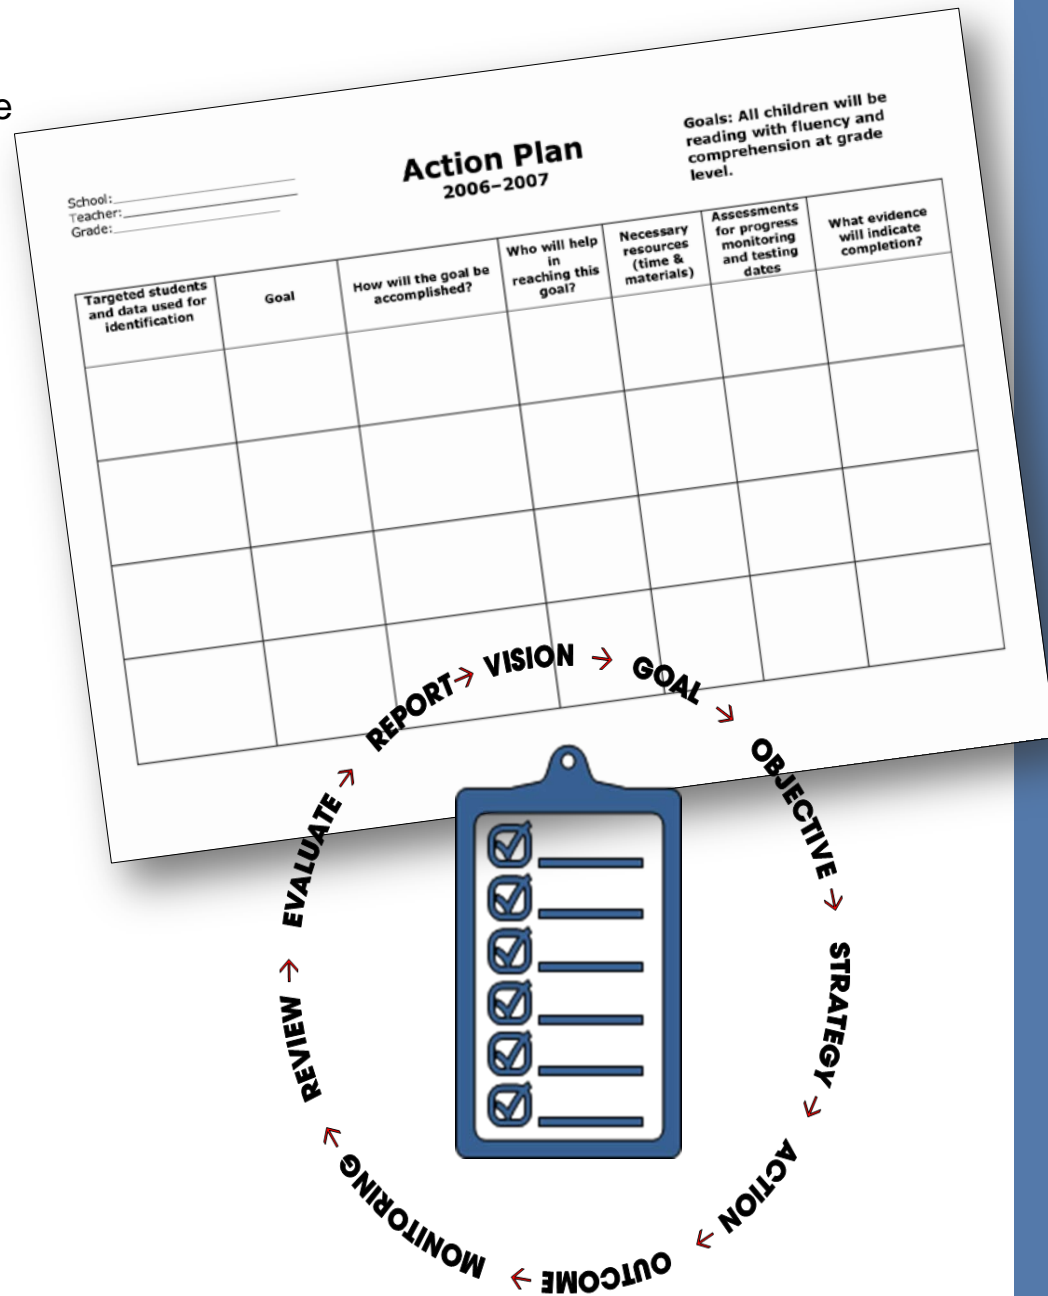 e
Action Plan
2006–2007
Goals: All children will be
reading with fluency and
comprehension at grade
level.
School:
Teacher:
Grade:
Targeted students
and data used for
identification
Goal
How will the goal be
accomplished?
Who will help
in
reaching this
goal?
Necessary
resources
(time &
materials)
Assessments
for progress
monitoring
and testing
dates
What evidence
will indicate
completion?
VISION → GOAL → OBJECTIVE → STRATEGY → ACTION → OUTCOME → MONITORING → REVIEW → EVALUATE → REPORT →